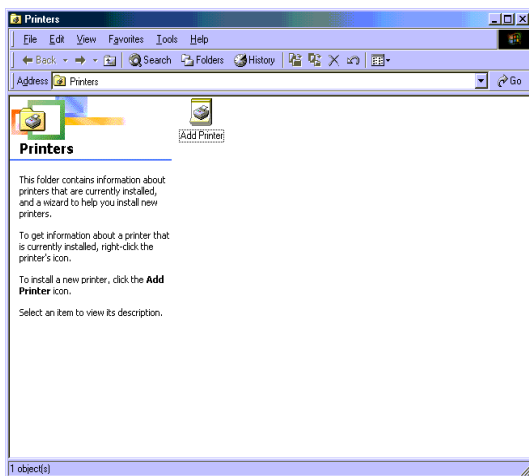 Printers
File Edit View Favorites Tools Help
Back Search Folders History
Address Printers Go
Add Printer
Printers
This folder contains information about
printers that are currently installed,
and a wizard to help you install new
printers.
To get information about a printer that
is currently installed, right-click the
printer's icon.
To install a new printer, click the Add
Printer icon.
Select an item to view its description.
1 object(s)